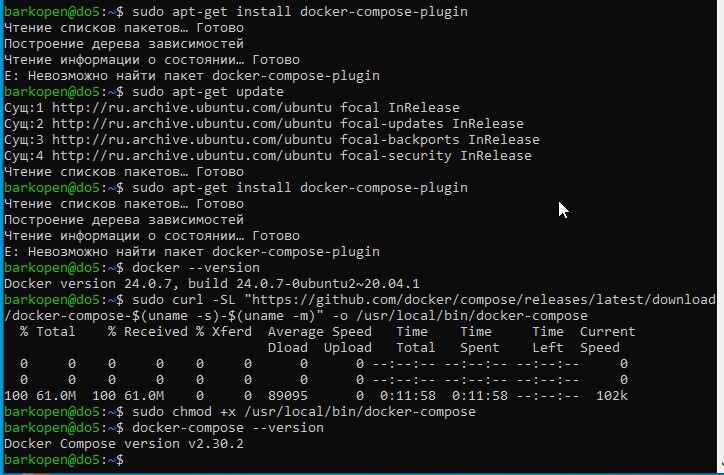 barkopen@do5:~$ sudo apt-get install docker-compose-plugin
Чтение списков пакетов… Готово
Построение дерева зависимостей
Чтение информации о состоянии… Готово
E: Невозможно найти пакет docker-compose-plugin
barkopen@do5:~$ sudo apt-get update
Сущ:1 http://ru.archive.ubuntu.com/ubuntu focal InRelease
Сущ:2 http://ru.archive.ubuntu.com/ubuntu focal-updates InRelease
Сущ:3 http://ru.archive.ubuntu.com/ubuntu focal-backports InRelease
Сущ:4 http://ru.archive.ubuntu.com/ubuntu focal-security InRelease
Чтение списков пакетов… Готово
barkopen@do5:~$ sudo apt-get install docker-compose-plugin
Чтение списков пакетов… Готово
Построение дерева зависимостей
Чтение информации о состоянии… Готово
E: Невозможно найти пакет docker-compose-plugin
barkopen@do5:~$ docker --version
Docker version 24.0.7, build 24.0.7-0ubuntu2~20.04.1
barkopen@do5:~$ sudo curl -SL "https://github.com/docker/compose/releases/latest/download
/docker-compose-$(uname -s)-$(uname -m)" -o /usr/local/bin/docker-compose
  % Total    % Received % Xferd  Average Speed   Time    Time     Time  Current
                                 Dload  Upload   Total   Spent    Left  Speed
  0     0    0     0    0     0      0      0 --:--:-- --:--:-- --:--:--     0
  0     0    0     0    0     0      0      0 --:--:-- --:--:-- --:--:--     0
100 61.0M  100 61.0M    0     0  89095      0  0:11:58  0:11:58 --:--:--  102k
barkopen@do5:~$ sudo chmod +x /usr/local/bin/docker-compose
barkopen@do5:~$ docker-compose --version
Docker Compose version v2.30.2
barkopen@do5:~$